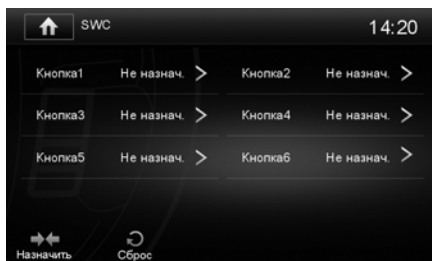 SWC 14:20
Кнопка1 Не назнач. > Кнопка2 Не назнач. >
Кнопка3 Не назнач. > Кнопка4 Не назнач. >
Кнопка5 Не назнач. > Кнопка6 Не назнач. >
Назначить Сброс